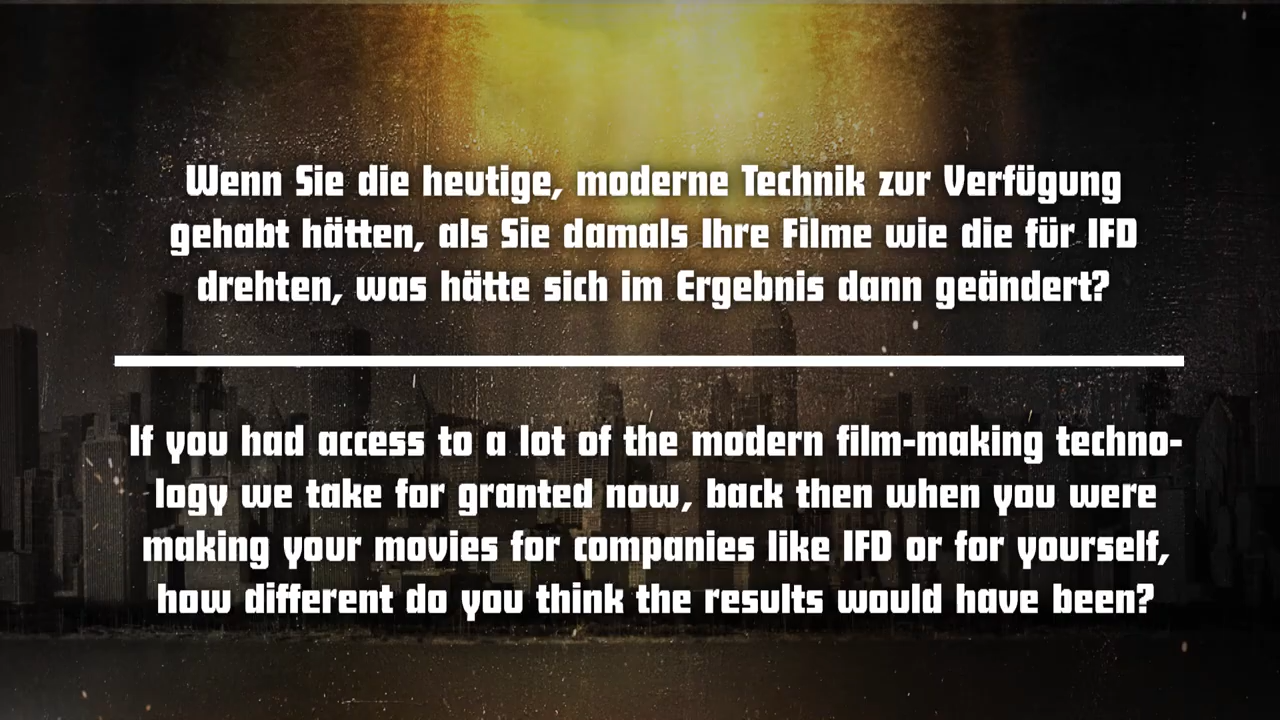 Wenn Sie die heutige, moderne Technik zur Verfügung
gehabt hätten, als Sie damals Ihre Filme wie die für IFD
drehten, was hätte sich im Ergebnis dann geändert?
If you had access to a lot of the modern film-making techno-
logy we take for granted now, back then when you were
making your movies for companies like IFD or for yourself,
how different do you think the results would have been?